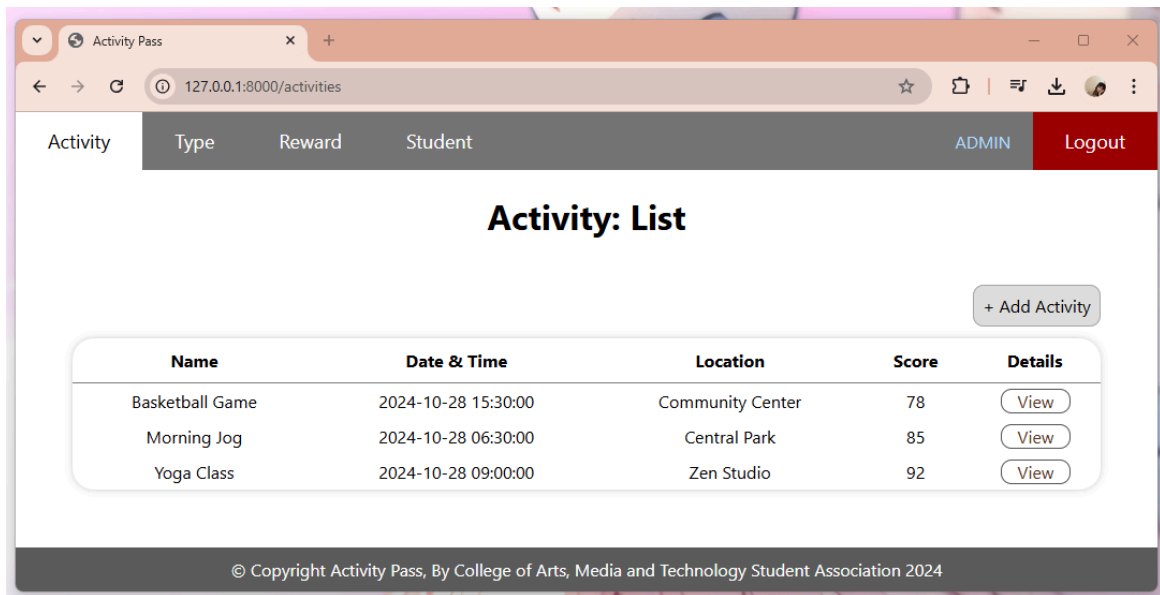 Activity Pass
127.0.0.1:8000/activities
Activity Type Reward Student ADMIN Logout
Activity: List
+ Add Activity
Name Date & Time Location Score Details
Basketball Game 2024-10-28 15:30:00 Community Center 78 View
Morning Jog 2024-10-28 06:30:00 Central Park 85 View
Yoga Class 2024-10-28 09:00:00 Zen Studio 92 View
© Copyright Activity Pass, By College of Arts, Media and Technology Student Association 2024